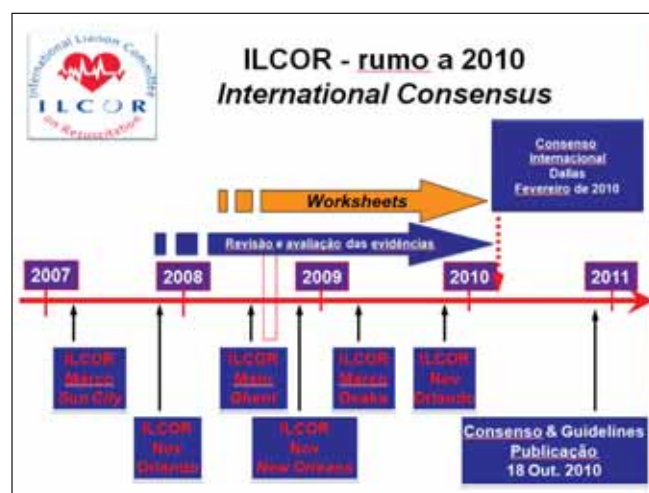 International Liaison Committee
ILCOR
on Resuscitation
ILCOR - rumo a 2010
International Consensus
Consenso
Internacional
Dallas
Fevereiro de 2010
Worksheets
Revisão e avaliação das evidências
2007
2008
2009
2010
2011
ILCOR
Março
Sun City
ILCOR
Nov
Orlando
ILCOR
Maio
Ghent
ILCOR
Nov
New Orleans
ILCOR
Março
Osaka
ILCOR
Nov
Orlando
Consenso & Guidelines
Publicação
18 Out. 2010